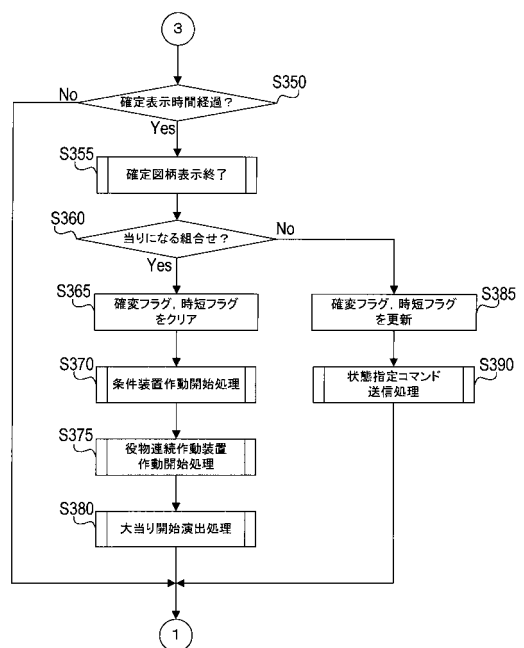 3
S350
No
確定表示時間経過?
Yes
S355
確定図柄表示終了
S360
当りになる組合せ?
No
Yes
S365
確変フラグ,時短フラグ
をクリア
S385
確変フラグ,時短フラグ
を更新
S370
条件装置作動開始処理
S390
状態指定コマンド
送信処理
S375
役物連続作動装置
作動開始処理
S380
大当り開始演出処理
1